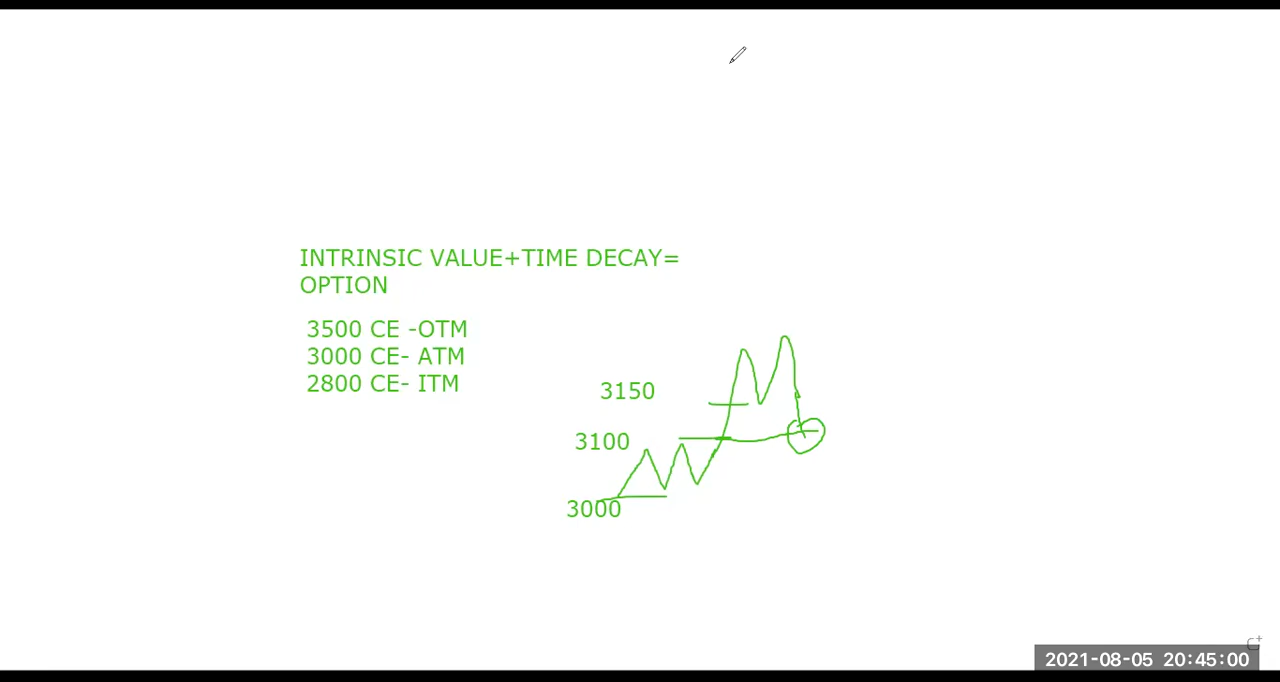 INTRINSIC VALUE+TIME DECAY=
OPTION
3500 CE -OTM
3000 CE- ATM
2800 CE- ITM
3150
3100
3000
2021-08-05 20:45:00